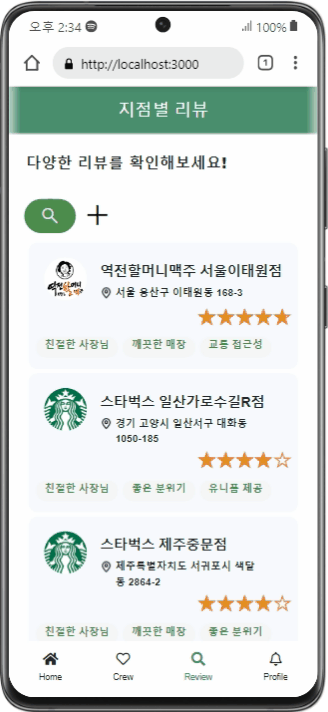 오후 2:34
100%
http://localhost:3000
1
지점별 리뷰
다양한 리뷰를 확인해보세요!
역전할머니맥주 서울이태원점
서울 용산구 이태원동 168-3
친절한 사장님 깨끗한 매장 교통 접근성
스타벅스 일산가로수길R점
경기 고양시 일산서구 대화동
1050-185
친절한 사장님 좋은 분위기 유니폼 제공
스타벅스 제주중문점
제주특별자치도 서귀포시 색달
동 2864-2
친절한 사장님 깨끗한 매장 좋은 분위기
Home Crew Review Profile